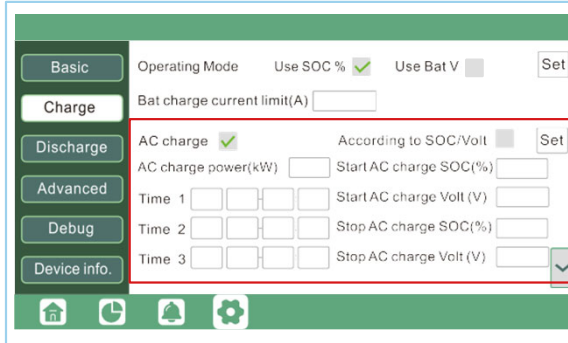 Basic
Charge
Discharge
Advanced
Debug
Device info.
Operating Mode Use SOC % Use Bat V Set
Bat charge current limit(A)
AC charge According to SOC/Volt Set
AC charge power(kW) Start AC charge SOC(%)
Time 1 Start AC charge Volt (V)
Time 2 Stop AC charge SOC(%)
Time 3 Stop AC charge Volt (V)